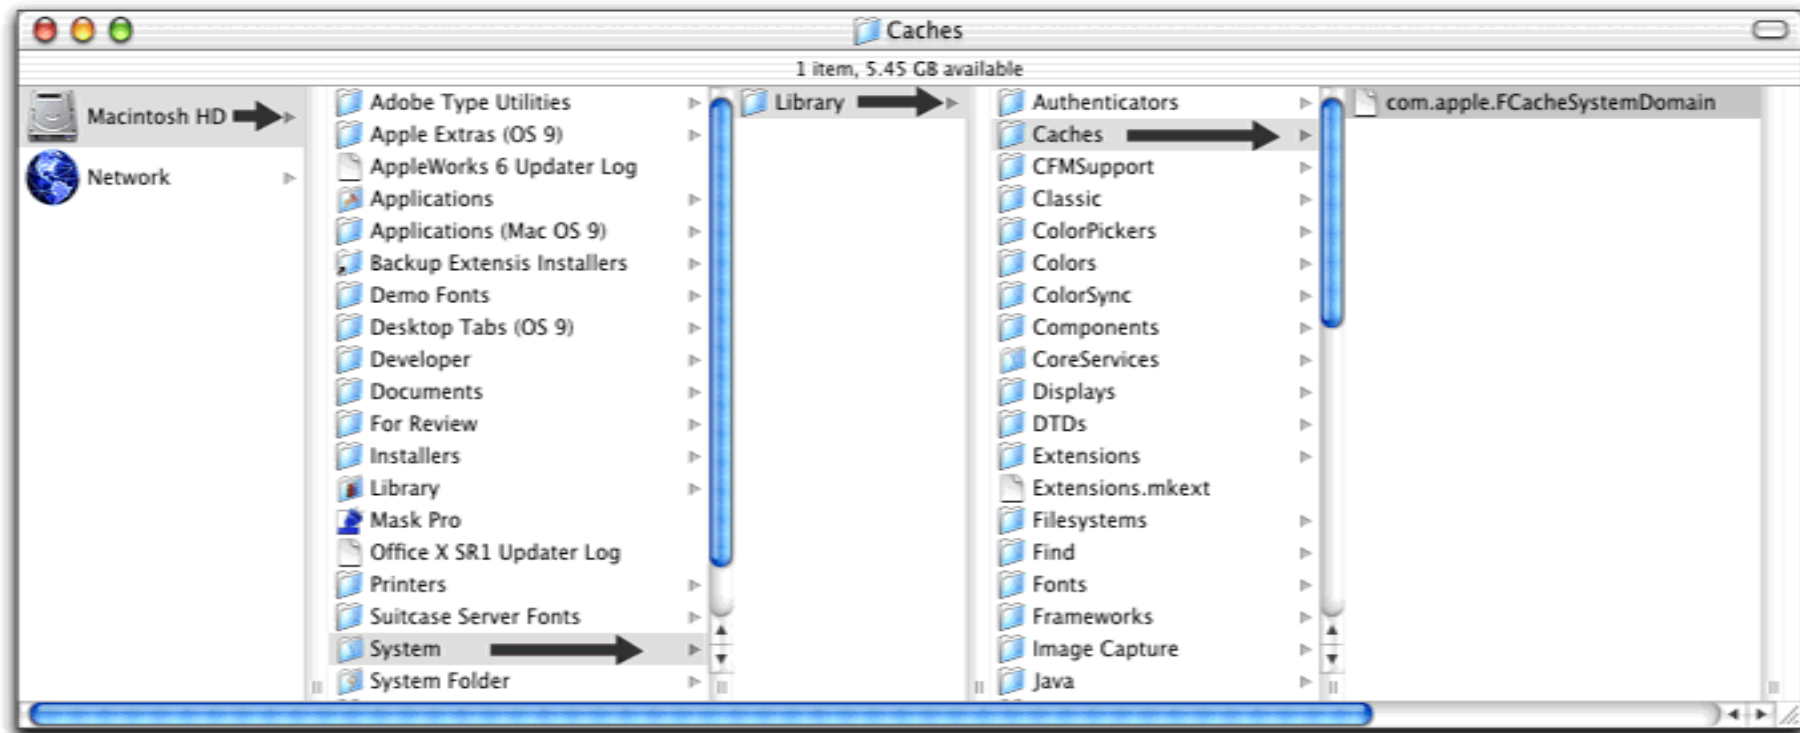 Caches
1 item, 5.45 GB available
Macintosh HD
Network
Adobe Type Utilities
Apple Extras (OS 9)
AppleWorks 6 Updater Log
Applications
Applications (Mac OS 9)
Backup Extensis Installers
Demo Fonts
Desktop Tabs (OS 9)
Developer
Documents
For Review
Installers
Library
Mask Pro
Office X SR1 Updater Log
Printers
Suitcase Server Fonts
System
System Folder
Library
Authenticators
Caches
CFMSupport
Classic
ColorPickers
Colors
ColorSync
Components
CoreServices
Displays
DTDs
Extensions
Extensions.mkext
Filesystems
Find
Fonts
Frameworks
Image Capture
Java
com.apple.FCacheSystemDomain